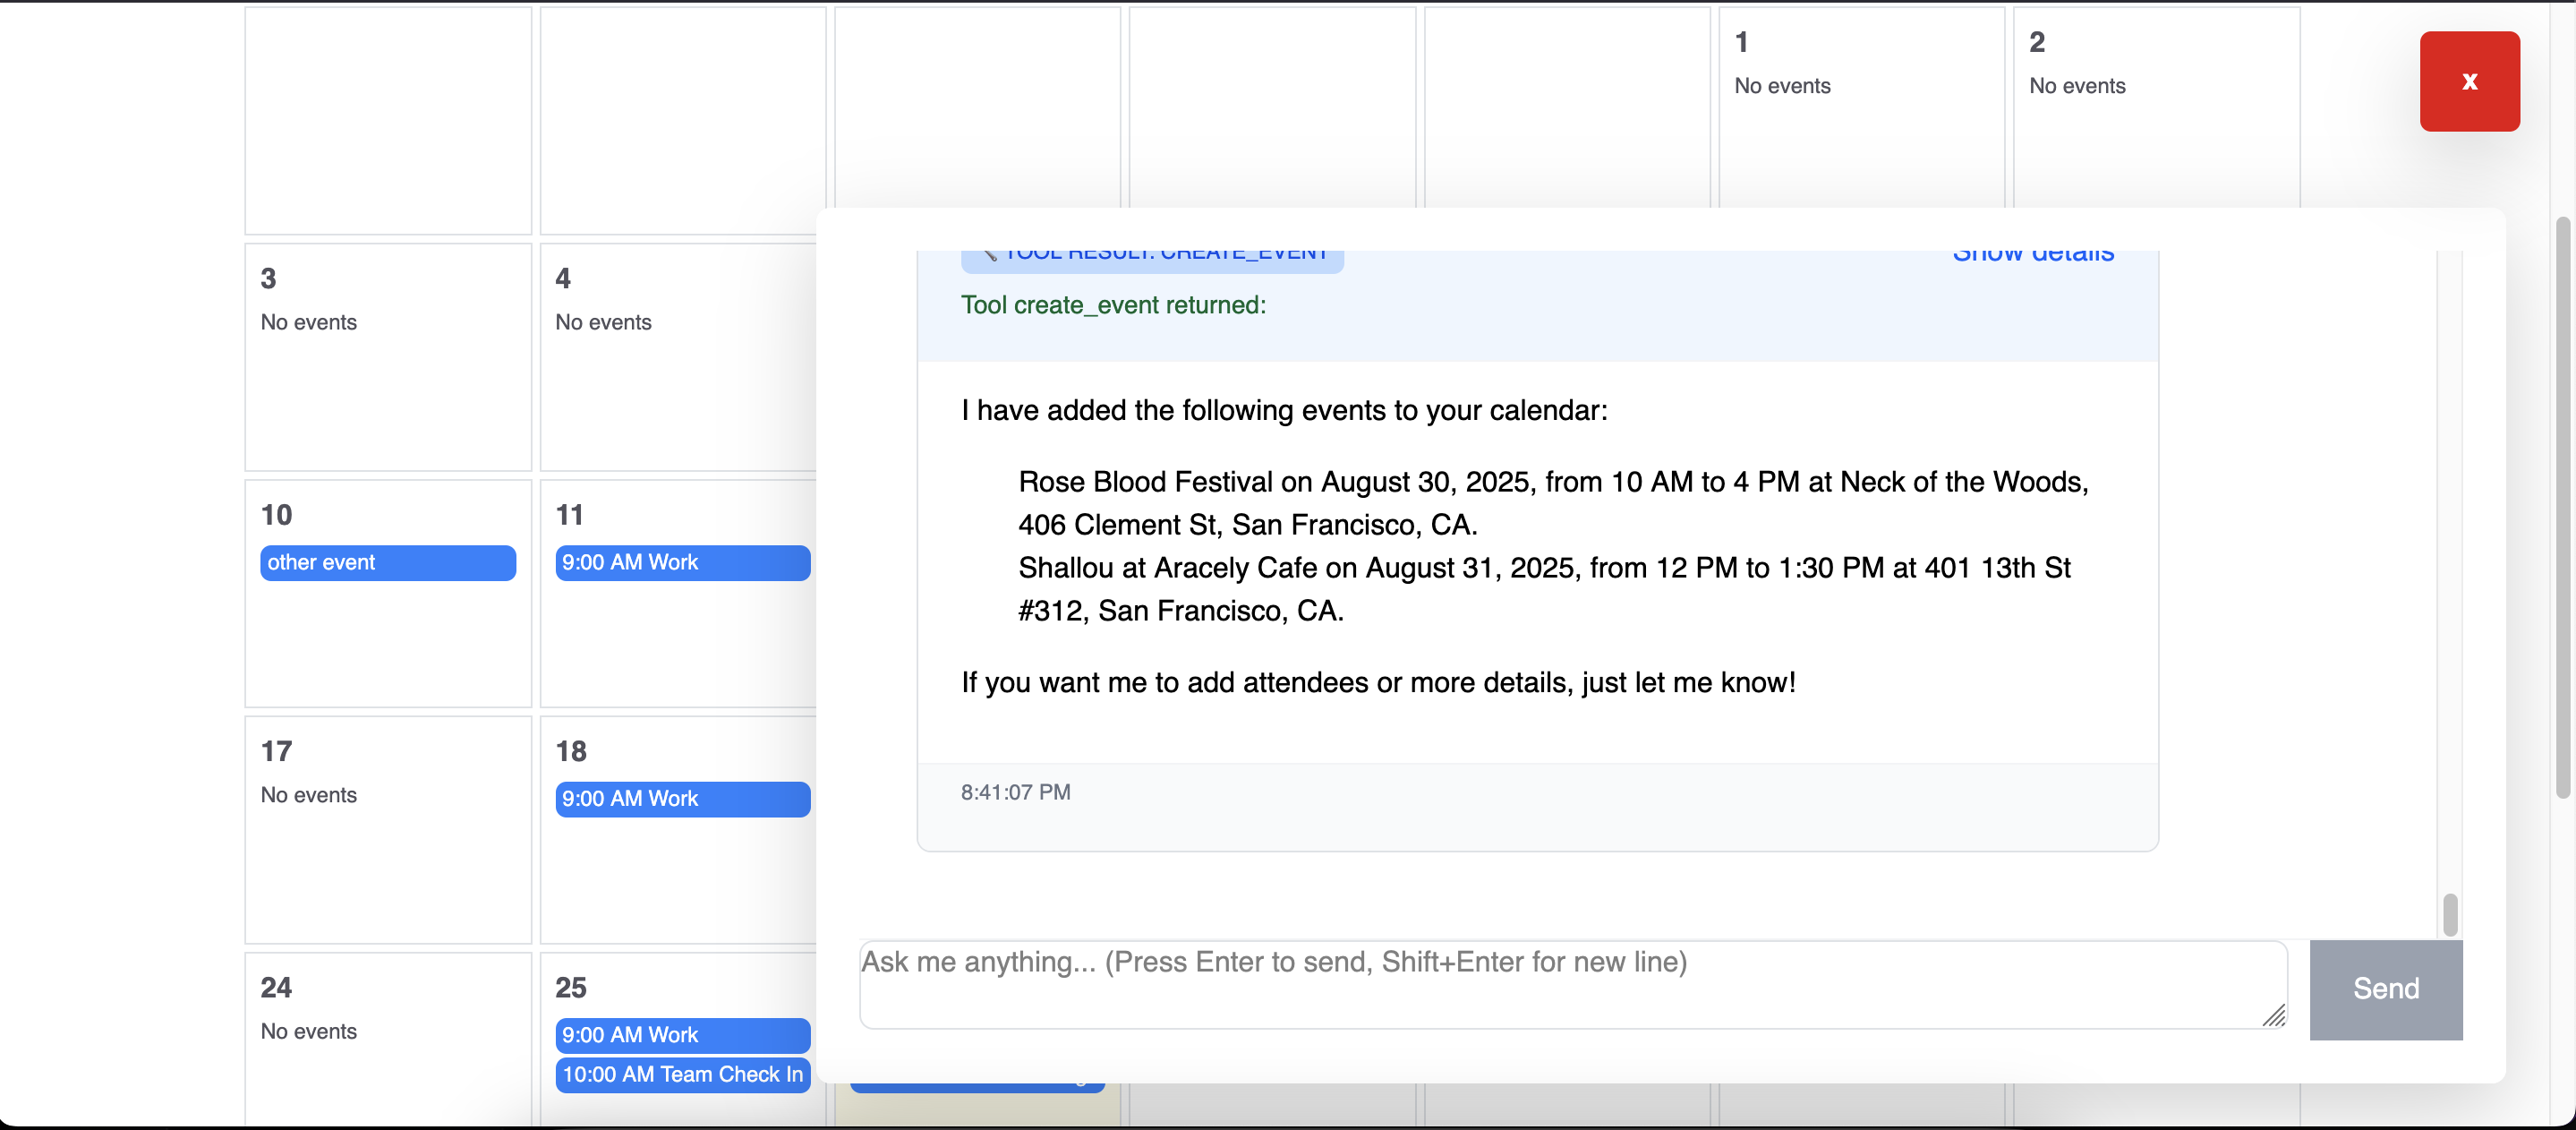 1
No events
2
No events
x
3
No events
4
No events
10
other event
11
9:00 AM Work
17
No events
18
9:00 AM Work
24
No events
25
9:00 AM Work
10:00 AM Team Check In
TOOL RESULT: CREATE_EVENT
Show details
Tool create_event returned:
I have added the following events to your calendar:
Rose Blood Festival on August 30, 2025, from 10 AM to 4 PM at Neck of the Woods,
406 Clement St, San Francisco, CA.
Shallou at Aracely Cafe on August 31, 2025, from 12 PM to 1:30 PM at 401 13th St
#312, San Francisco, CA.
If you want me to add attendees or more details, just let me know!
8:41:07 PM
Ask me anything... (Press Enter to send, Shift+Enter for new line)
Send